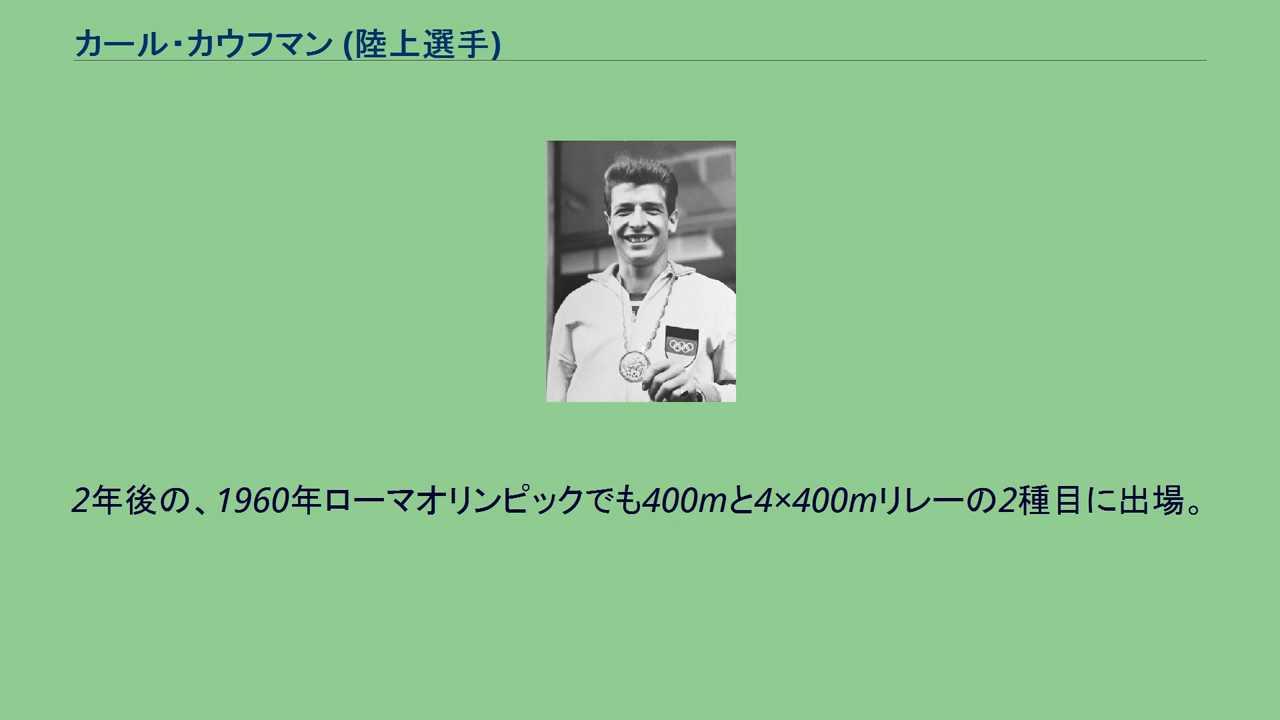 カール・カウフマン (陸上選手)
2年後の、1960年ローマオリンピックでも400mと4×400mリレーの2種目に出場。